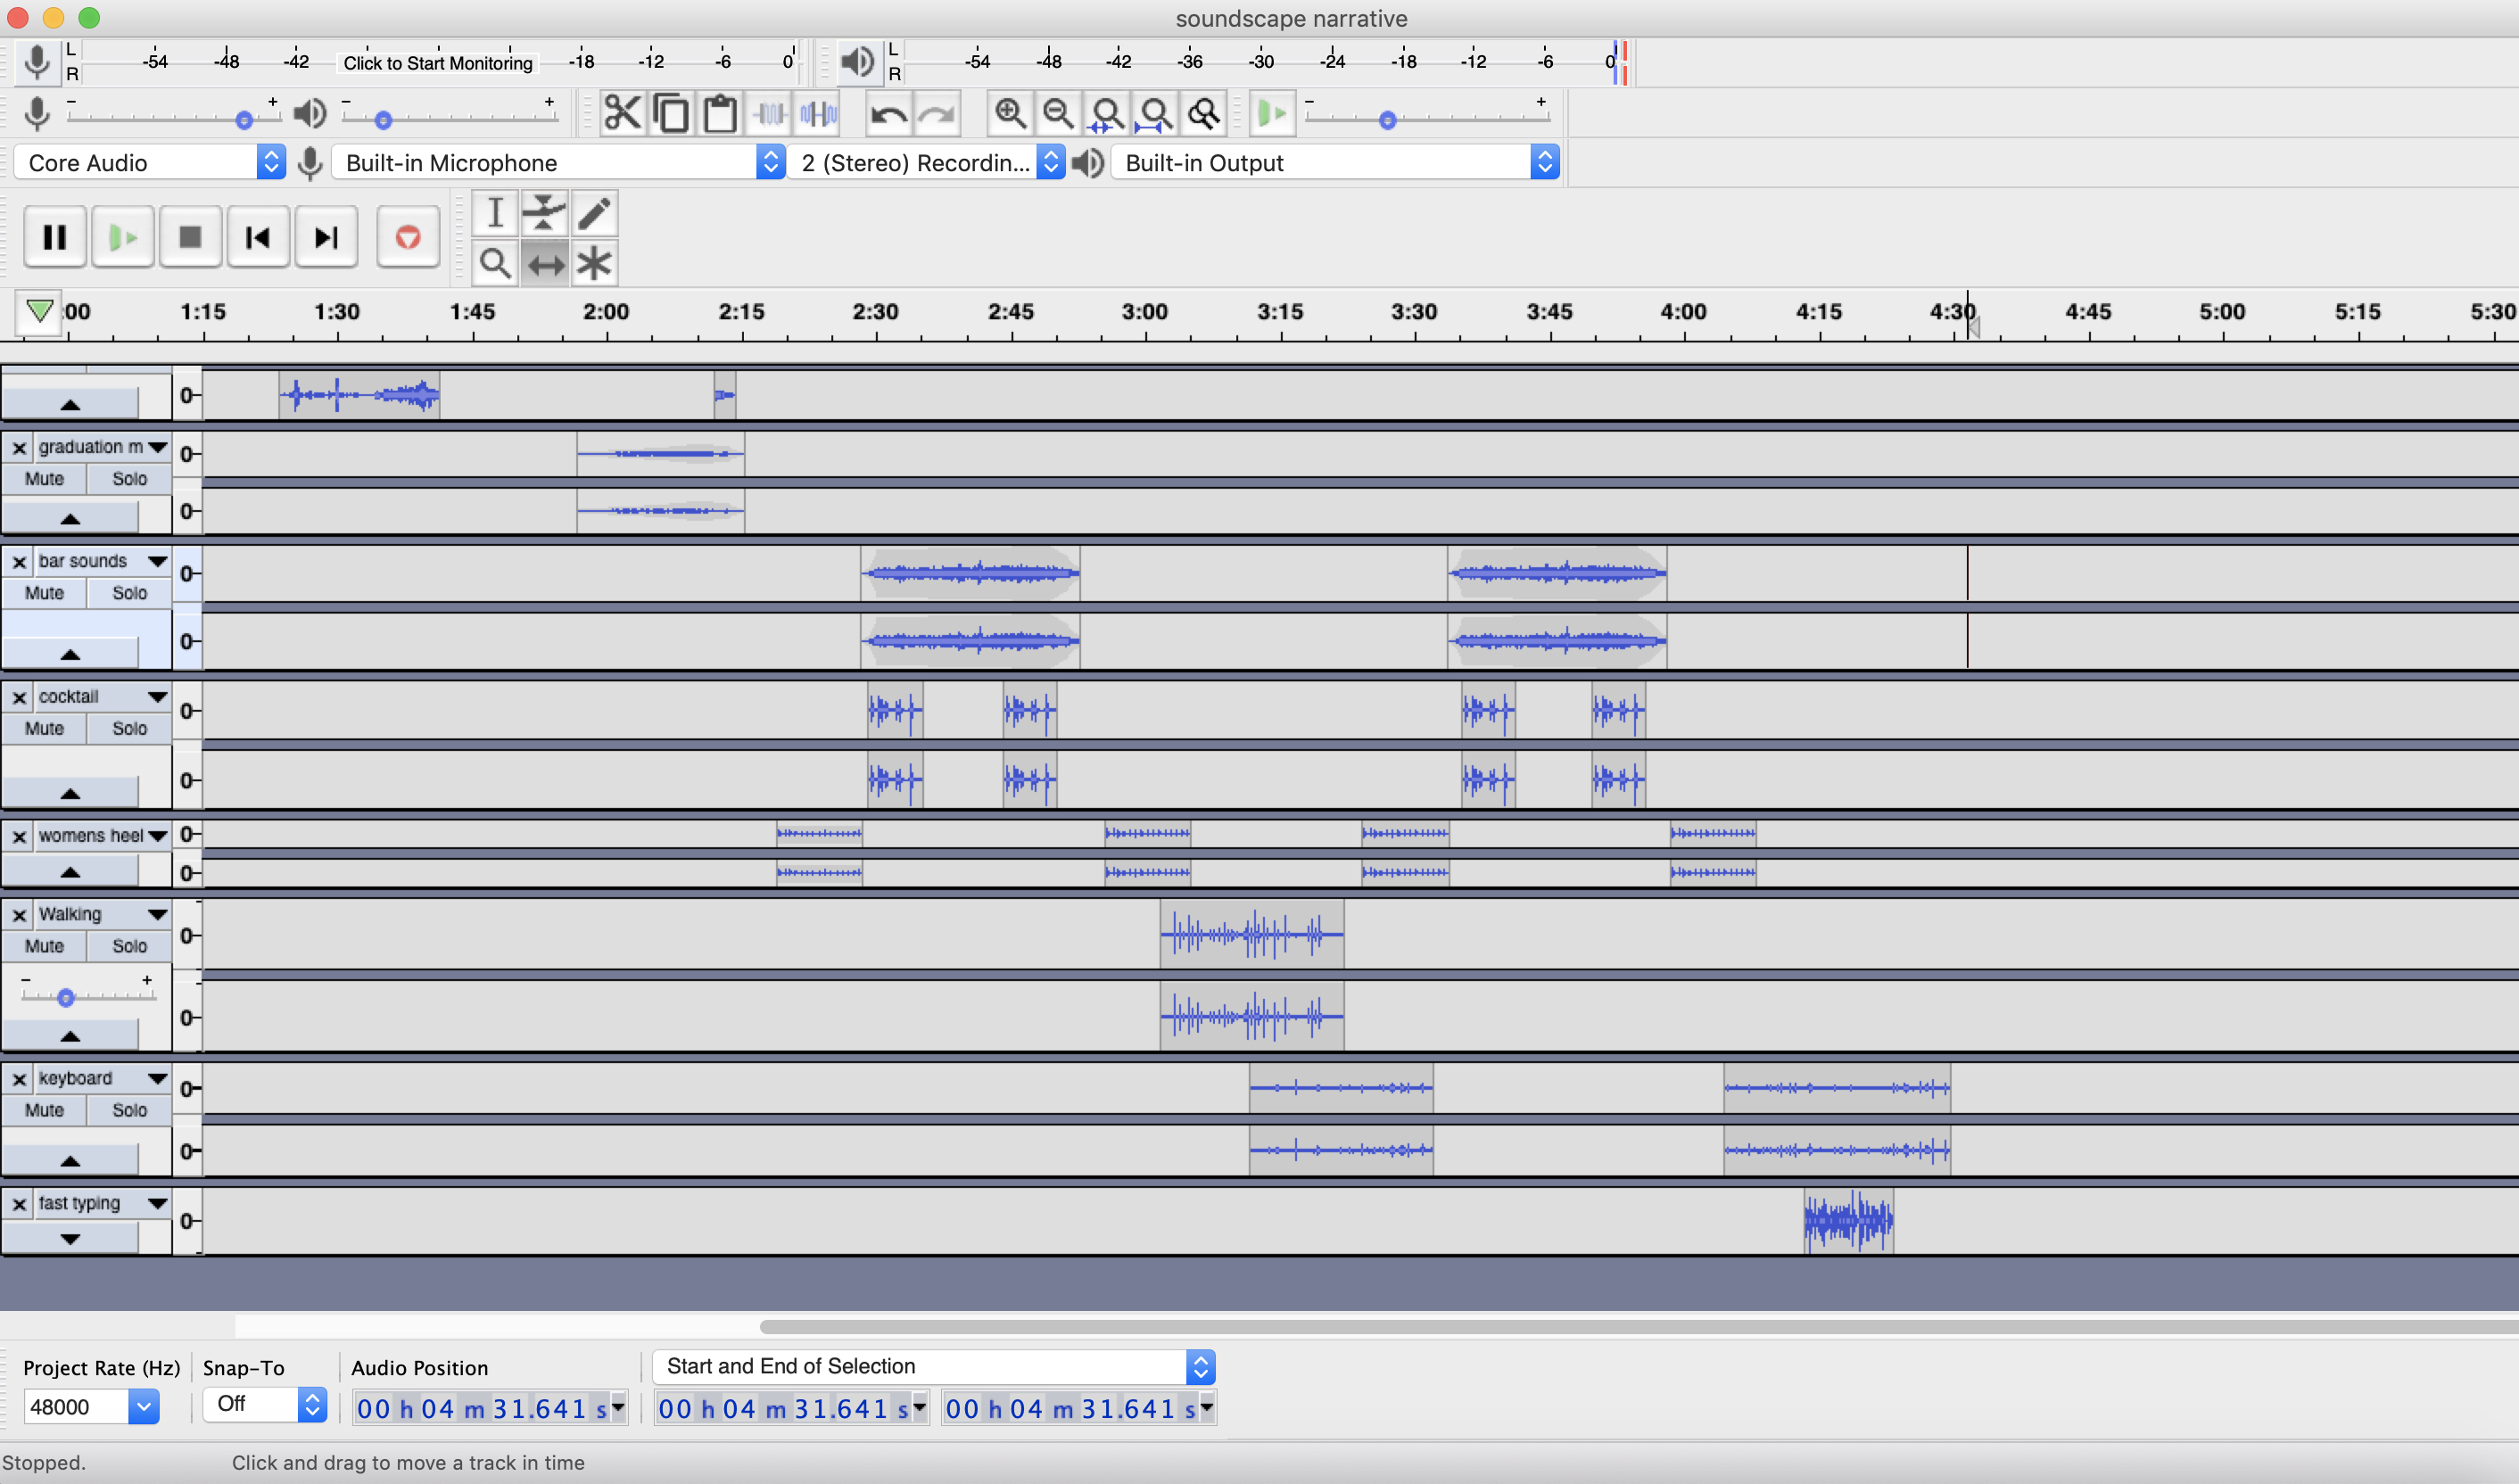 soundscape narrative
L R -54 -48 -42 Click to Start Monitoring -18 -12 -6 0 L R -54 -48 -42 -36 -30 -24 -18 -12 -6 0
- + - + - +
Core Audio Built-in Microphone 2 (Stereo) Recordin... Built-in Output
:00 1:15 1:30 1:45 2:00 2:15 2:30 2:45 3:00 3:15 3:30 3:45 4:00 4:15 4:30 4:45 5:00 5:15 5:30
0-
graduation m 0-
Mute Solo
0-
bar sounds 0-
Mute Solo
0-
cocktail 0-
Mute Solo
0-
womens heel 0-
0-
Walking
Mute Solo 0-
- +
0-
keyboard 0-
Mute Solo
0-
fast typing 0-
Project Rate (Hz) Snap-To Audio Position Start and End of Selection
48000 Off 00 h 04 m 31.641 s 00 h 04 m 31.641 s 00 h 04 m 31.641 s
Stopped. Click and drag to move a track in time